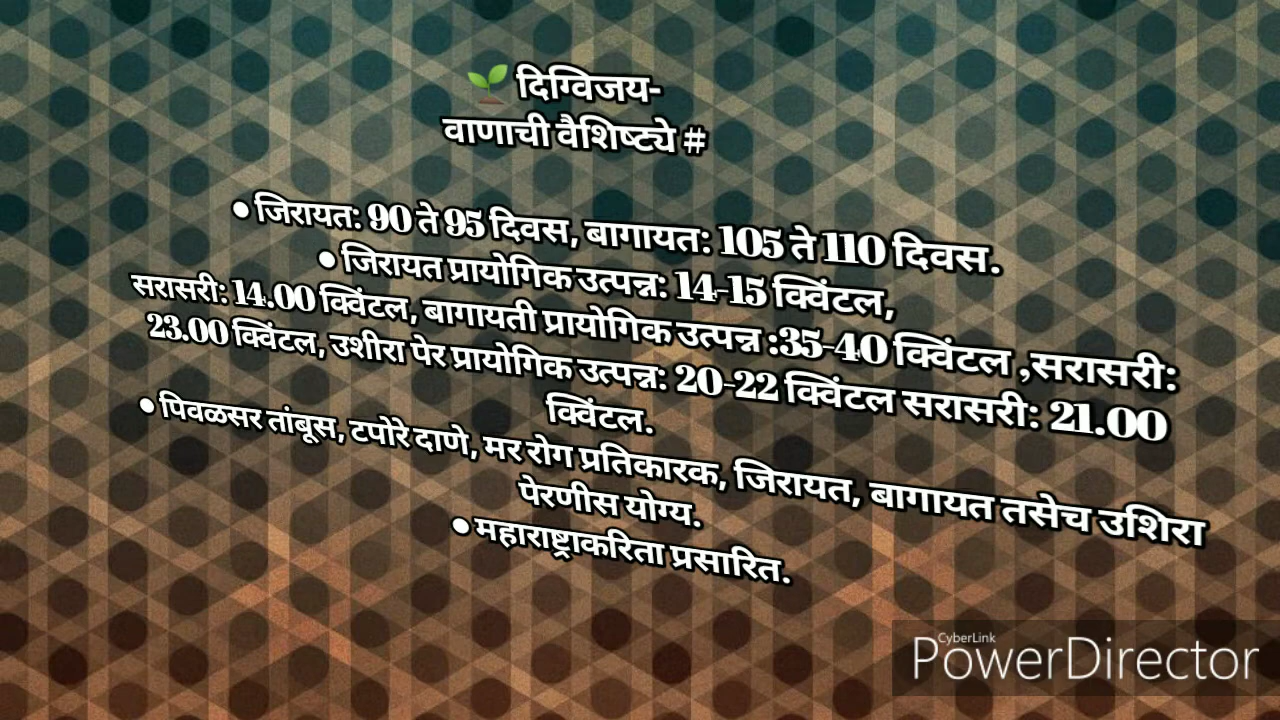 🌱 दिग्विजय-
वाणाची वैशिष्ट्ये #
• जिरायत: 90 ते 95 दिवस, बागायत: 105 ते 110 दिवस.
• जिरायत प्रायोगिक उत्पन्न: 14-15 क्विंटल,
सरासरी: 14.00 क्विंटल, बागायती प्रायोगिक उत्पन्न :35-40 क्विंटल ,सरासरी:
23.00 क्विंटल, उशीरा पेर प्रायोगिक उत्पन्न: 20-22 क्विंटल सरासरी: 21.00
क्विंटल.
• पिवळसर तांबूस, टपोरे दाणे, मर रोग प्रतिकारक, जिरायत, बागायत तसेच उशिरा
पेरणीस योग्य.
• महाराष्ट्राकरिता प्रसारित.
CyberLink
PowerDirector